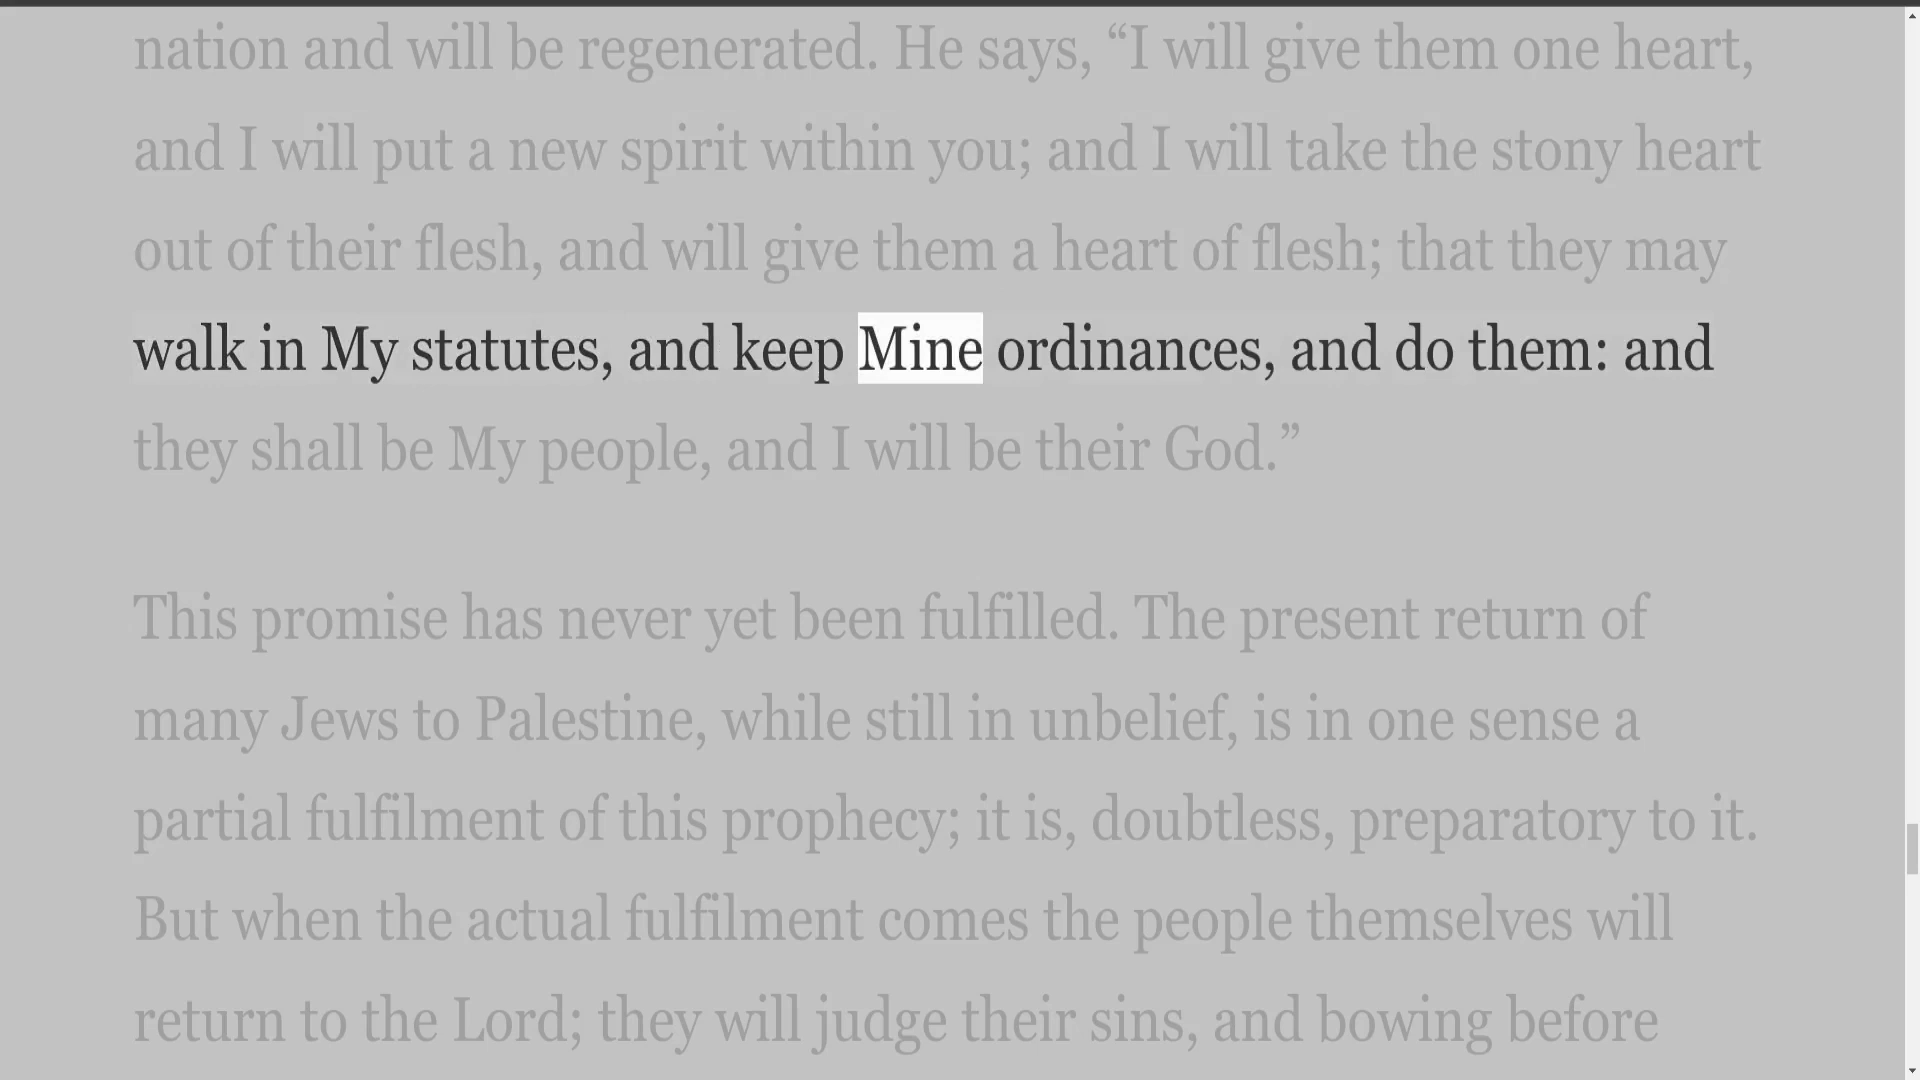 nation and will be regenerated. He says, “I will give them one heart,
and I will put a new spirit within you; and I will take the stony heart
out of their flesh, and will give them a heart of flesh; that they may
walk in My statutes, and keep Mine ordinances, and do them: and
they shall be My people, and I will be their God.”
This promise has never yet been fulfilled. The present return of
many Jews to Palestine, while still in unbelief, is in one sense a
partial fulfilment of this prophecy; it is, doubtless, preparatory to it.
But when the actual fulfilment comes the people themselves will
return to the Lord; they will judge their sins, and bowing before